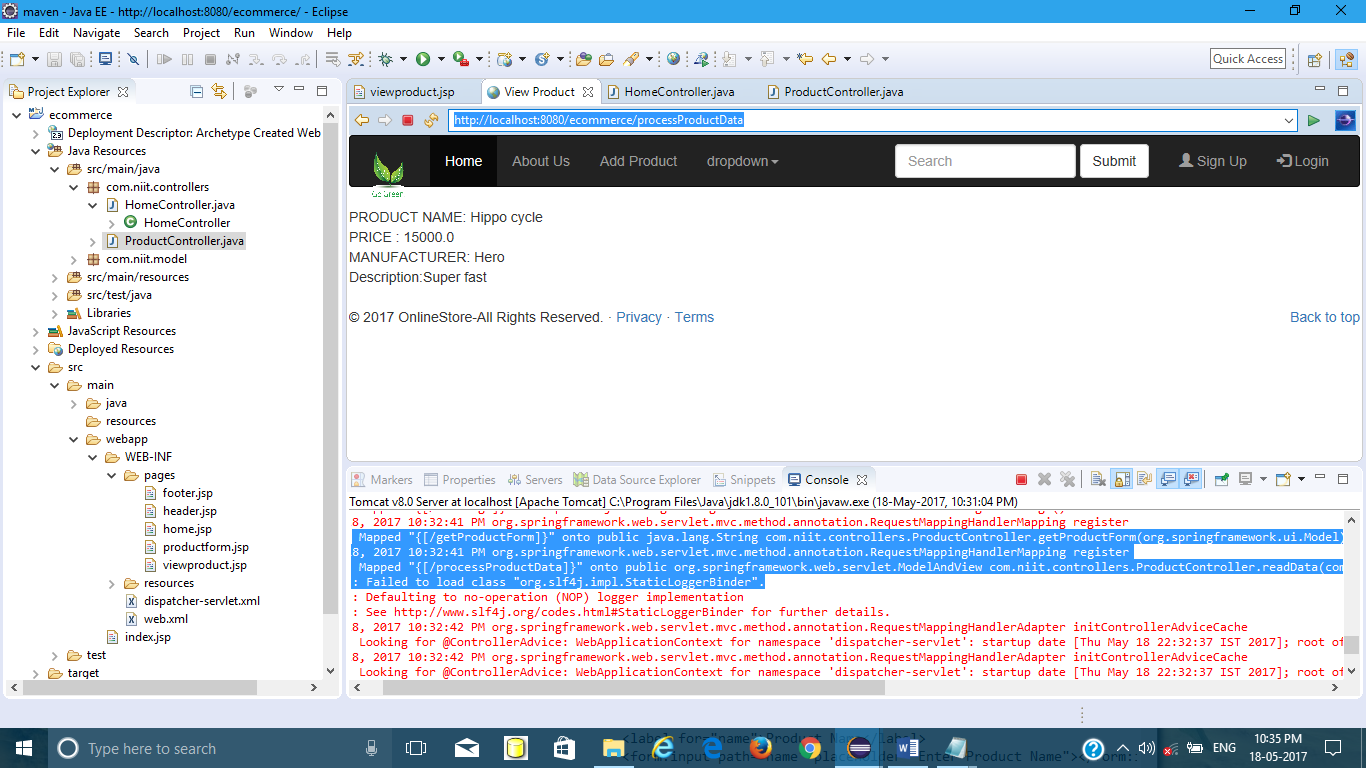 maven - Java EE - http://localhost:8080/ecommerce/ - Eclipse
File Edit Navigate Search Project Run Window Help
Quick Access
Project Explorer
ecommerce
Deployment Descriptor: Archetype Created Web
Java Resources
src/main/java
com.niit.controllers
HomeController.java
HomeController
ProductController.java
com.niit.model
src/main/resources
src/test/java
Libraries
JavaScript Resources
Deployed Resources
src
main
java
resources
webapp
WEB-INF
pages
footer.jsp
header.jsp
home.jsp
productform.jsp
viewproduct.jsp
resources
dispatcher-servlet.xml
web.xml
index.jsp
test
target
viewproduct.jsp View Product HomeController.java ProductController.java
http://localhost:8080/ecommerce/processProductData
Go Green
Home About Us Add Product dropdown Search Submit Sign Up Login
PRODUCT NAME: Hippo cycle
PRICE : 15000.0
MANUFACTURER: Hero
Description:Super fast
© 2017 OnlineStore-All Rights Reserved. · Privacy · Terms
Back to top
Markers Properties Servers Data Source Explorer Snippets Console
Tomcat v8.0 Server at localhost [Apache Tomcat] C:\Program Files\Java\jdk1.8.0_101\bin\javaw.exe (18-May-2017, 10:31:04 PM)
8, 2017 10:32:41 PM org.springframework.web.servlet.mvc.method.annotation.RequestMappingHandlerMapping register
Mapped "{[/getProductForm]}" onto public java.lang.String com.niit.controllers.ProductController.getProductForm(org.springframework.ui.Model)
8, 2017 10:32:41 PM org.springframework.web.servlet.mvc.method.annotation.RequestMappingHandlerMapping register
Mapped "{[/processProductData]}" onto public org.springframework.web.servlet.ModelAndView com.niit.controllers.ProductController.readData(com
: Failed to load class "org.slf4j.impl.StaticLoggerBinder".
: Defaulting to no-operation (NOP) logger implementation
: See http://www.slf4j.org/codes.html#StaticLoggerBinder for further details.
8, 2017 10:32:42 PM org.springframework.web.servlet.mvc.method.annotation.RequestMappingHandlerAdapter initControllerAdviceCache
Looking for @ControllerAdvice: WebApplicationContext for namespace 'dispatcher-servlet': startup date [Thu May 18 22:32:37 IST 2017]; root of
8, 2017 10:32:42 PM org.springframework.web.servlet.mvc.method.annotation.RequestMappingHandlerAdapter initControllerAdviceCache
Looking for @ControllerAdvice: WebApplicationContext for namespace 'dispatcher-servlet': startup date [Thu May 18 22:32:37 IST 2017]; root of
Type here to search
ENG
10:35 PM
18-05-2017